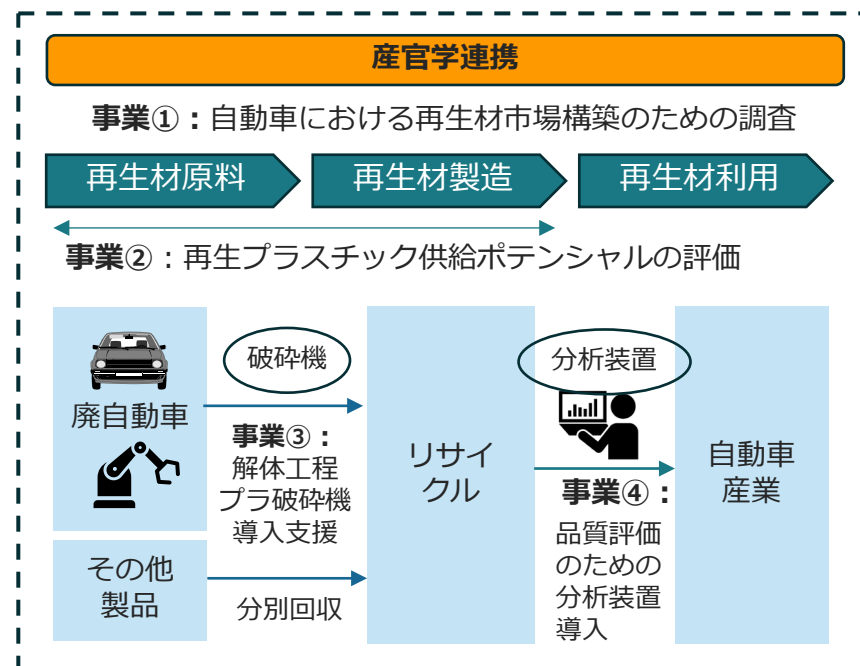 産官学連携
事業①：自動車における再生材市場構築のための調査
再生材原料
再生材製造
再生材利用
事業②：再生プラスチック供給ポテンシャルの評価
廃自動車
破砕機
事業③：
解体工程
プラ破砕機
導入支援
その他
製品
分別回収
リサイ
クル
分析装置
事業④：
品質評価
のための
分析装置
導入
自動車
産業